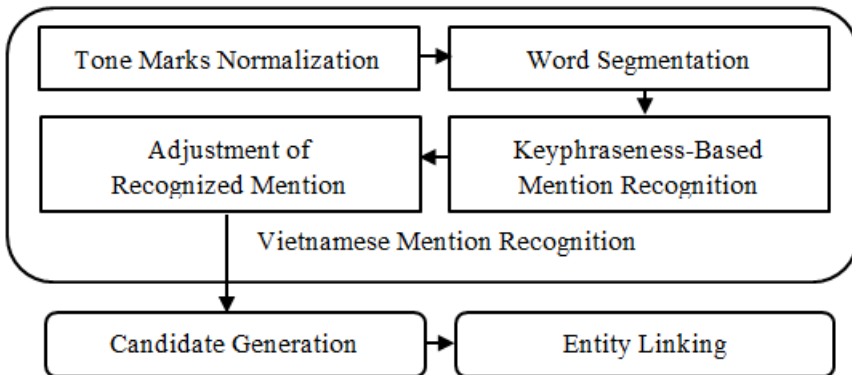 Tone Marks Normalization
Word Segmentation
Adjustment of
Recognized Mention
Keyphraseness-Based
Mention Recognition
Vietnamese Mention Recognition
Candidate Generation
Entity Linking